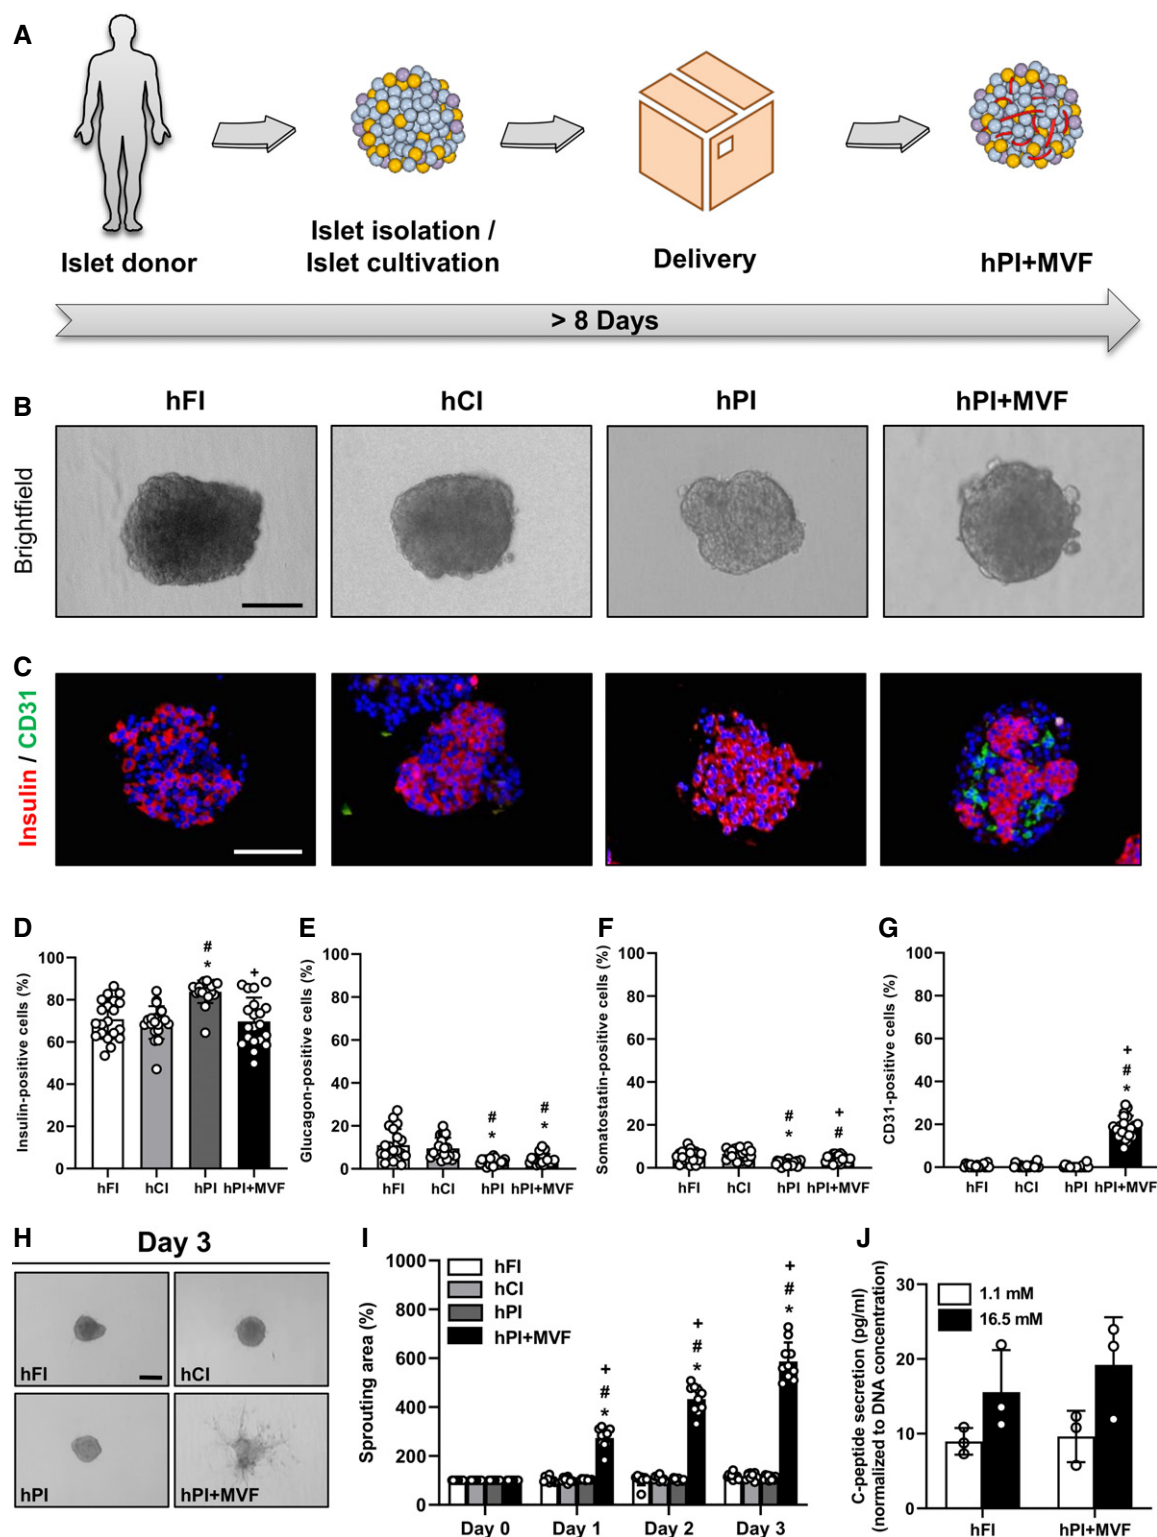 A
Islet donor
Islet isolation /
Islet cultivation
Delivery
hPI+MVF
> 8 Days
B
hFI
hCI
hPI
hPI+MVF
Brightfield
C
Insulin / CD31
D
Insulin-positive cells (%)
100
80
60
40
20
0
#
*
+
hFI
hCI
hPI
hPI+MVF
E
Glucagon-positive cells (%)
100
80
60
40
20
0
#
*
#
*
hFI
hCI
hPI
hPI+MVF
F
Somatostatin-positive cells (%)
100
80
60
40
20
0
#
*
+
#
hFI
hCI
hPI
hPI+MVF
G
CD31-positive cells (%)
100
80
60
40
20
0
+
#
*
hFI
hCI
hPI
hPI+MVF
H
Day 3
hFI
hCI
hPI
hPI+MVF
I
Sprouting area (%)
1000
800
600
400
200
0
hFI
hCI
hPI
hPI+MVF
+
#
*
+
#
*
+
#
*
Day 0
Day 1
Day 2
Day 3
J
C-peptide secretion (pg/ml)
(normalized to DNA concentration)
30
20
10
0
1.1 mM
16.5 mM
hFI
hPI+MVF